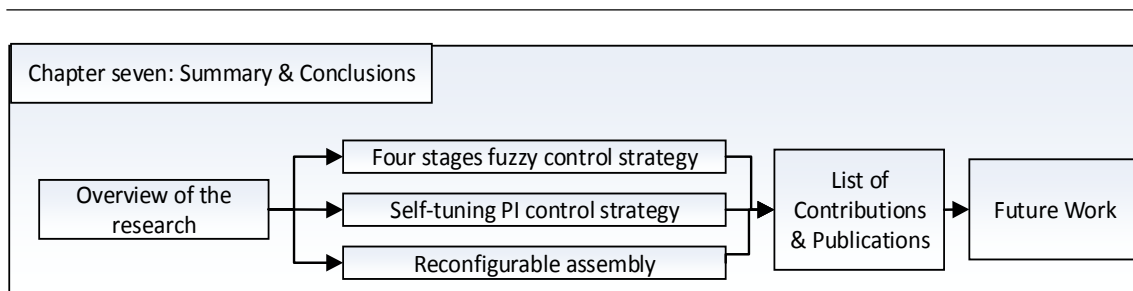 Chapter seven: Summary & Conclusions
Overview of the
research
Four stages fuzzy control strategy
Self-tuning PI control strategy
Reconfigurable assembly
List of
Contributions
& Publications
Future Work